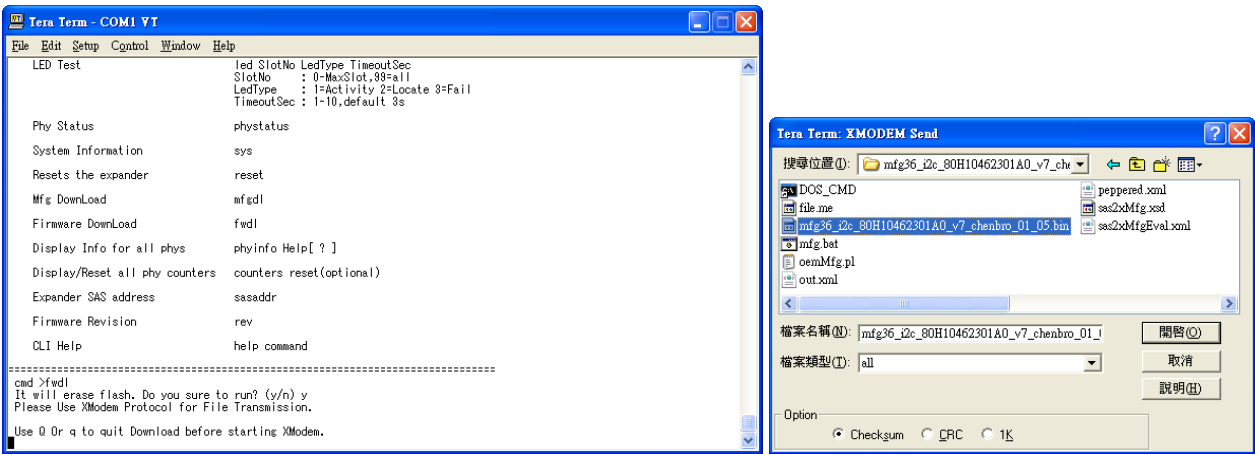 Tera Term - COM1 VT
File Edit Setup Control Window Help
LED Test led SlotNo LedType TimeoutSec
SlotNo : 0-MaxSlot,99=all
LedType : 1=Activity 2=Locate 3=Fail
TimeoutSec : 1-10,default 3s
Phy Status phystatus
System Information sys
Resets the expander reset
Mfg DownLoad mfgdl
Firmware DownLoad fwdl
Display Info for all phys phyinfo Help[ ? ]
Display/Reset all phy counters counters reset(optional)
Expander SAS address sasaddr
Firmware Revision rev
CLI Help help command
================================================================================
cmd >fwdl
It will erase flash. Do you sure to run? (y/n) y
Please Use XModem Protocol for File Transmission.
Use Q Or q to quit Download before starting XModem.
Tera Term: XMODEM Send
搜尋位置(I): mfg36_i2c_80H10462301A0_v7_che
DOS_CMD
file.me
mfg36_i2c_80H10462301A0_v7_chenbro_01_05.bin
mfg.bat
oemMfg.pl
out.xml
peppered.xml
sas2xMfg.xsd
sas2xMfgEval.xml
檔案名稱(N): mfg36_i2c_80H10462301A0_v7_chenbro_01_
開啓(O)
檔案類型(T): all
取消
說明(H)
Option
Checksum CRC 1K